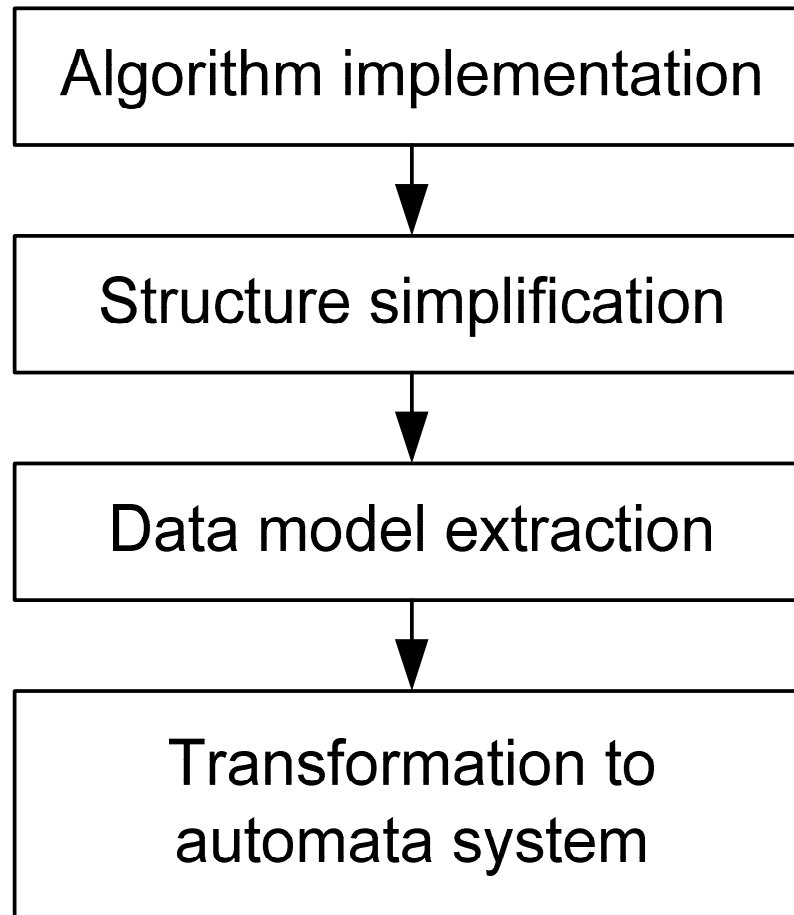 Algorithm implementation
Structure simplification
Data model extraction
Transformation to
automata system